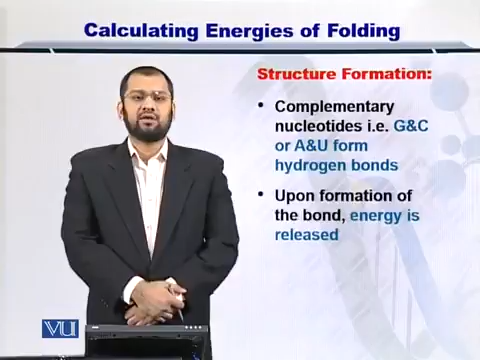 Calculating Energies of Folding
Structure Formation:
• Complementary
nucleotides i.e. G&C
or A&U form
hydrogen bonds
• Upon formation of
the bond, energy is
released
VU